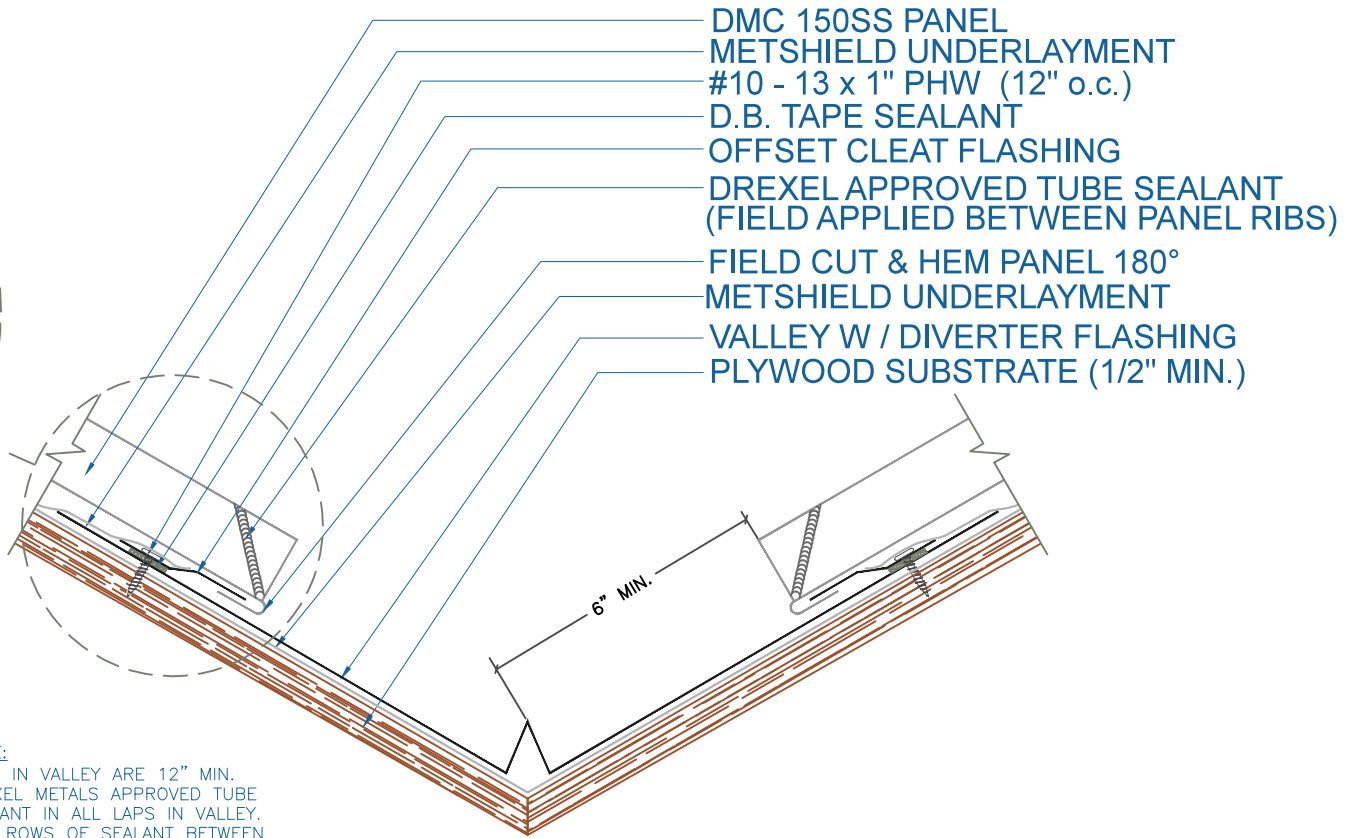 DMC 150SS PANEL
METSHIELD UNDERLAYMENT
#10 - 13 x 1" PHW (12" o.c.)
D.B. TAPE SEALANT
OFFSET CLEAT FLASHING
DREXEL APPROVED TUBE SEALANT
(FIELD APPLIED BETWEEN PANEL RIBS)
FIELD CUT & HEM PANEL 180°
METSHIELD UNDERLAYMENT
VALLEY W / DIVERTER FLASHING
PLYWOOD SUBSTRATE (1/2" MIN.)
6" MIN.
IN VALLEY ARE 12" MIN.
METALS APPROVED TUBE
IN ALL LAPS IN VALLEY.
ROWS OF SEALANT BETWEEN